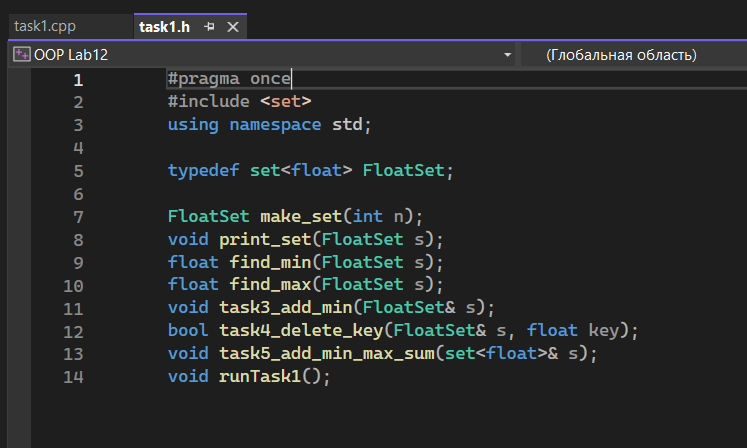 task1.cpp
task1.h
OOP Lab12
(Глобальная область)
1 #pragma once
2 #include <set>
3 using namespace std;
4
5 typedef set<float> FloatSet;
6
7 FloatSet make_set(int n);
8 void print_set(FloatSet s);
9 float find_min(FloatSet s);
10 float find_max(FloatSet s);
11 void task3_add_min(FloatSet& s);
12 bool task4_delete_key(FloatSet& s, float key);
13 void task5_add_min_max_sum(set<float>& s);
14 void runTask1();